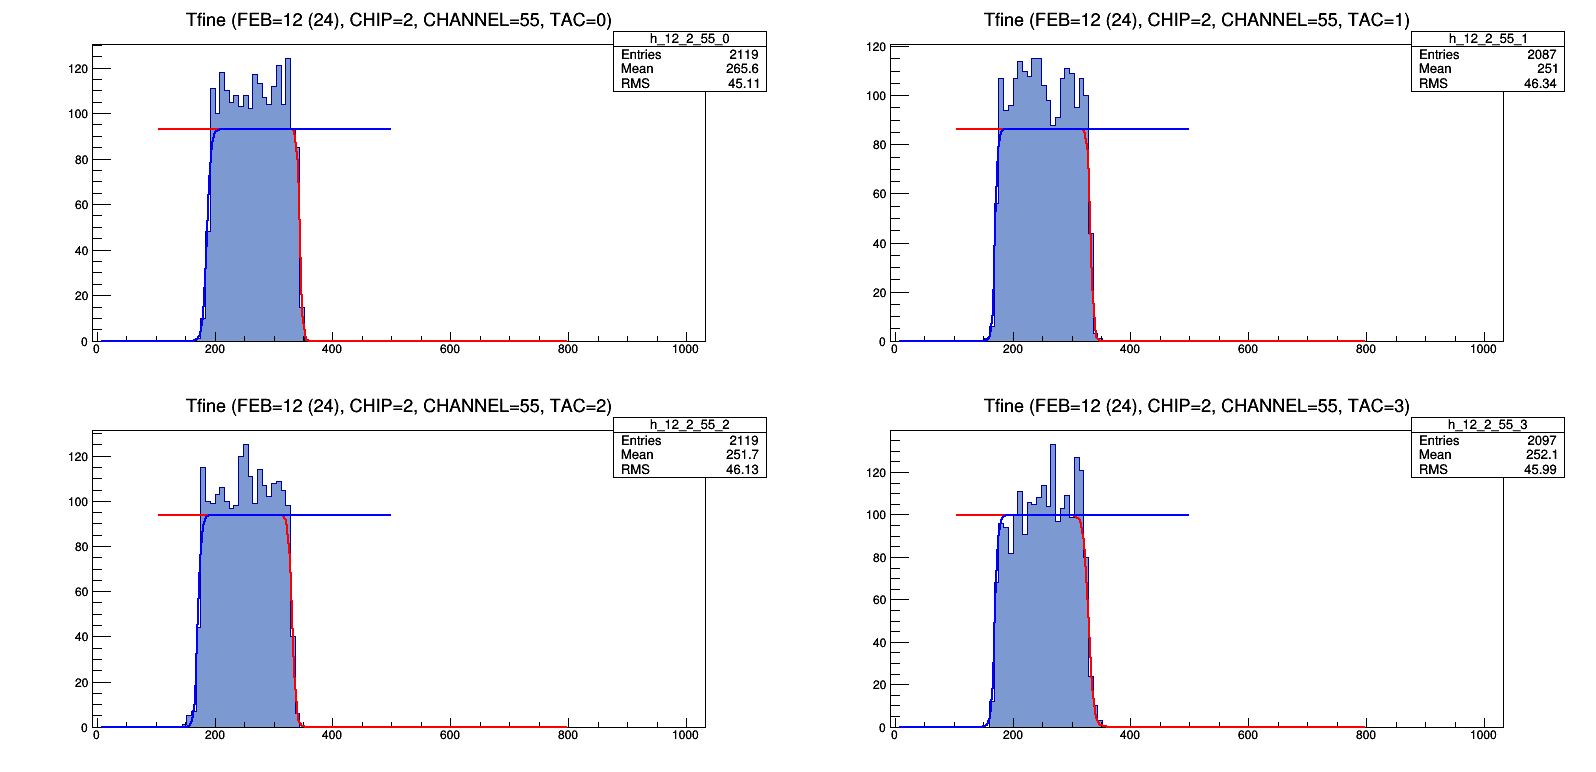 Tfine (FEB=12 (24), CHIP=2, CHANNEL=55, TAC=0)
h_12_2_55_0
Entries 2119
Mean 265.6
RMS 45.11
120
100
80
60
40
20
0
0 200 400 600 800 1000
Tfine (FEB=12 (24), CHIP=2, CHANNEL=55, TAC=1)
h_12_2_55_1
Entries 2087
Mean 251
RMS 46.34
120
100
80
60
40
20
0
0 200 400 600 800 1000
Tfine (FEB=12 (24), CHIP=2, CHANNEL=55, TAC=2)
h_12_2_55_2
Entries 2119
Mean 251.7
RMS 46.13
120
100
80
60
40
20
0
0 200 400 600 800 1000
Tfine (FEB=12 (24), CHIP=2, CHANNEL=55, TAC=3)
h_12_2_55_3
Entries 2097
Mean 252.1
RMS 45.99
120
100
80
60
40
20
0
0 200 400 600 800 1000